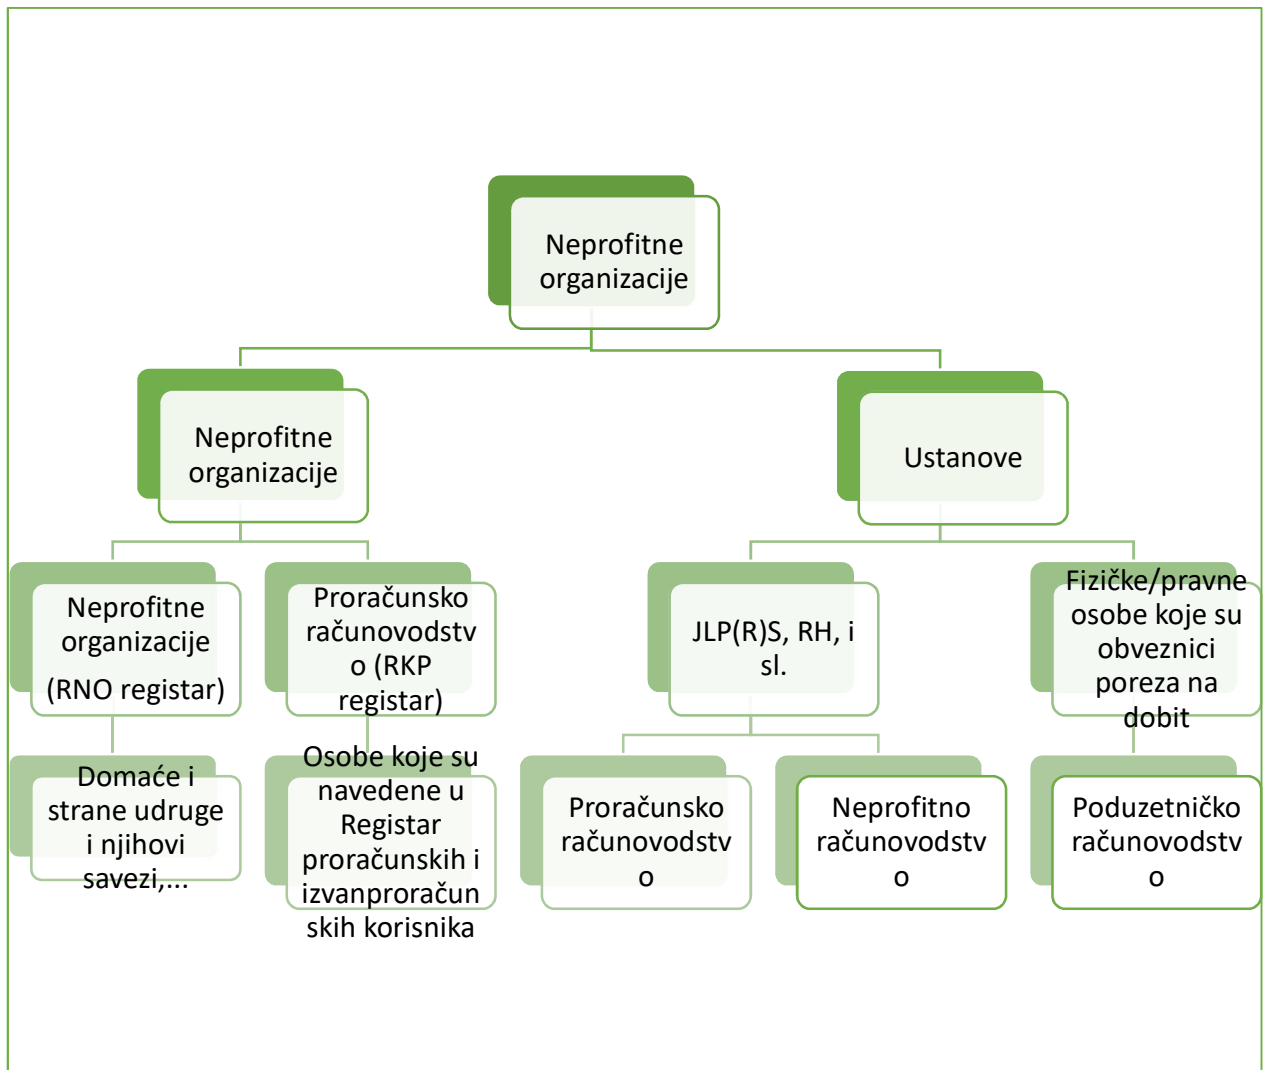 Neprofitne
organizacije
Neprofitne
organizacije
Ustanove
Neprofitne
organizacije
(RNO registar)
Proračunsko
računovodstv
o (RKP
registar)
JLP(R)S, RH, i
sl.
Fizičke/pravne
osobe koje su
obveznici
poreza na
dobit
Domaće i
strane udruge
i njihovi
savezi,...
Osobe koje su
navedene u
Registar
proračunskih i
izvanproračun
skih korisnika
Proračunsko
računovodstv
o
Neprofitno
računovodstv
o
Poduzetničko
računovodstv
o